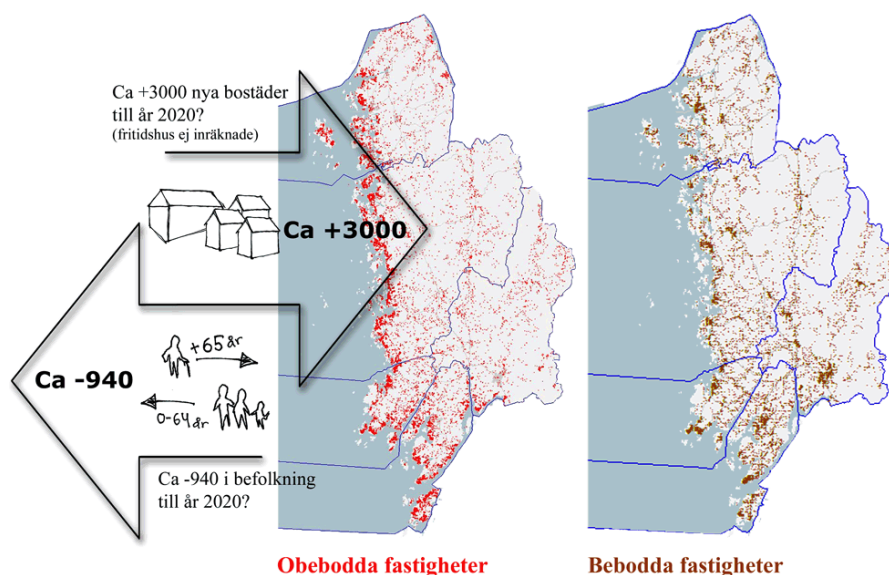 Ca +3000 nya bostäder
till år 2020?
(fritidshus ej inräknade)
Ca +3000
+65 år
Ca -940
0-64 år
Ca -940 i befolkning
till år 2020?
Obebodda fastigheter
Bebodda fastigheter